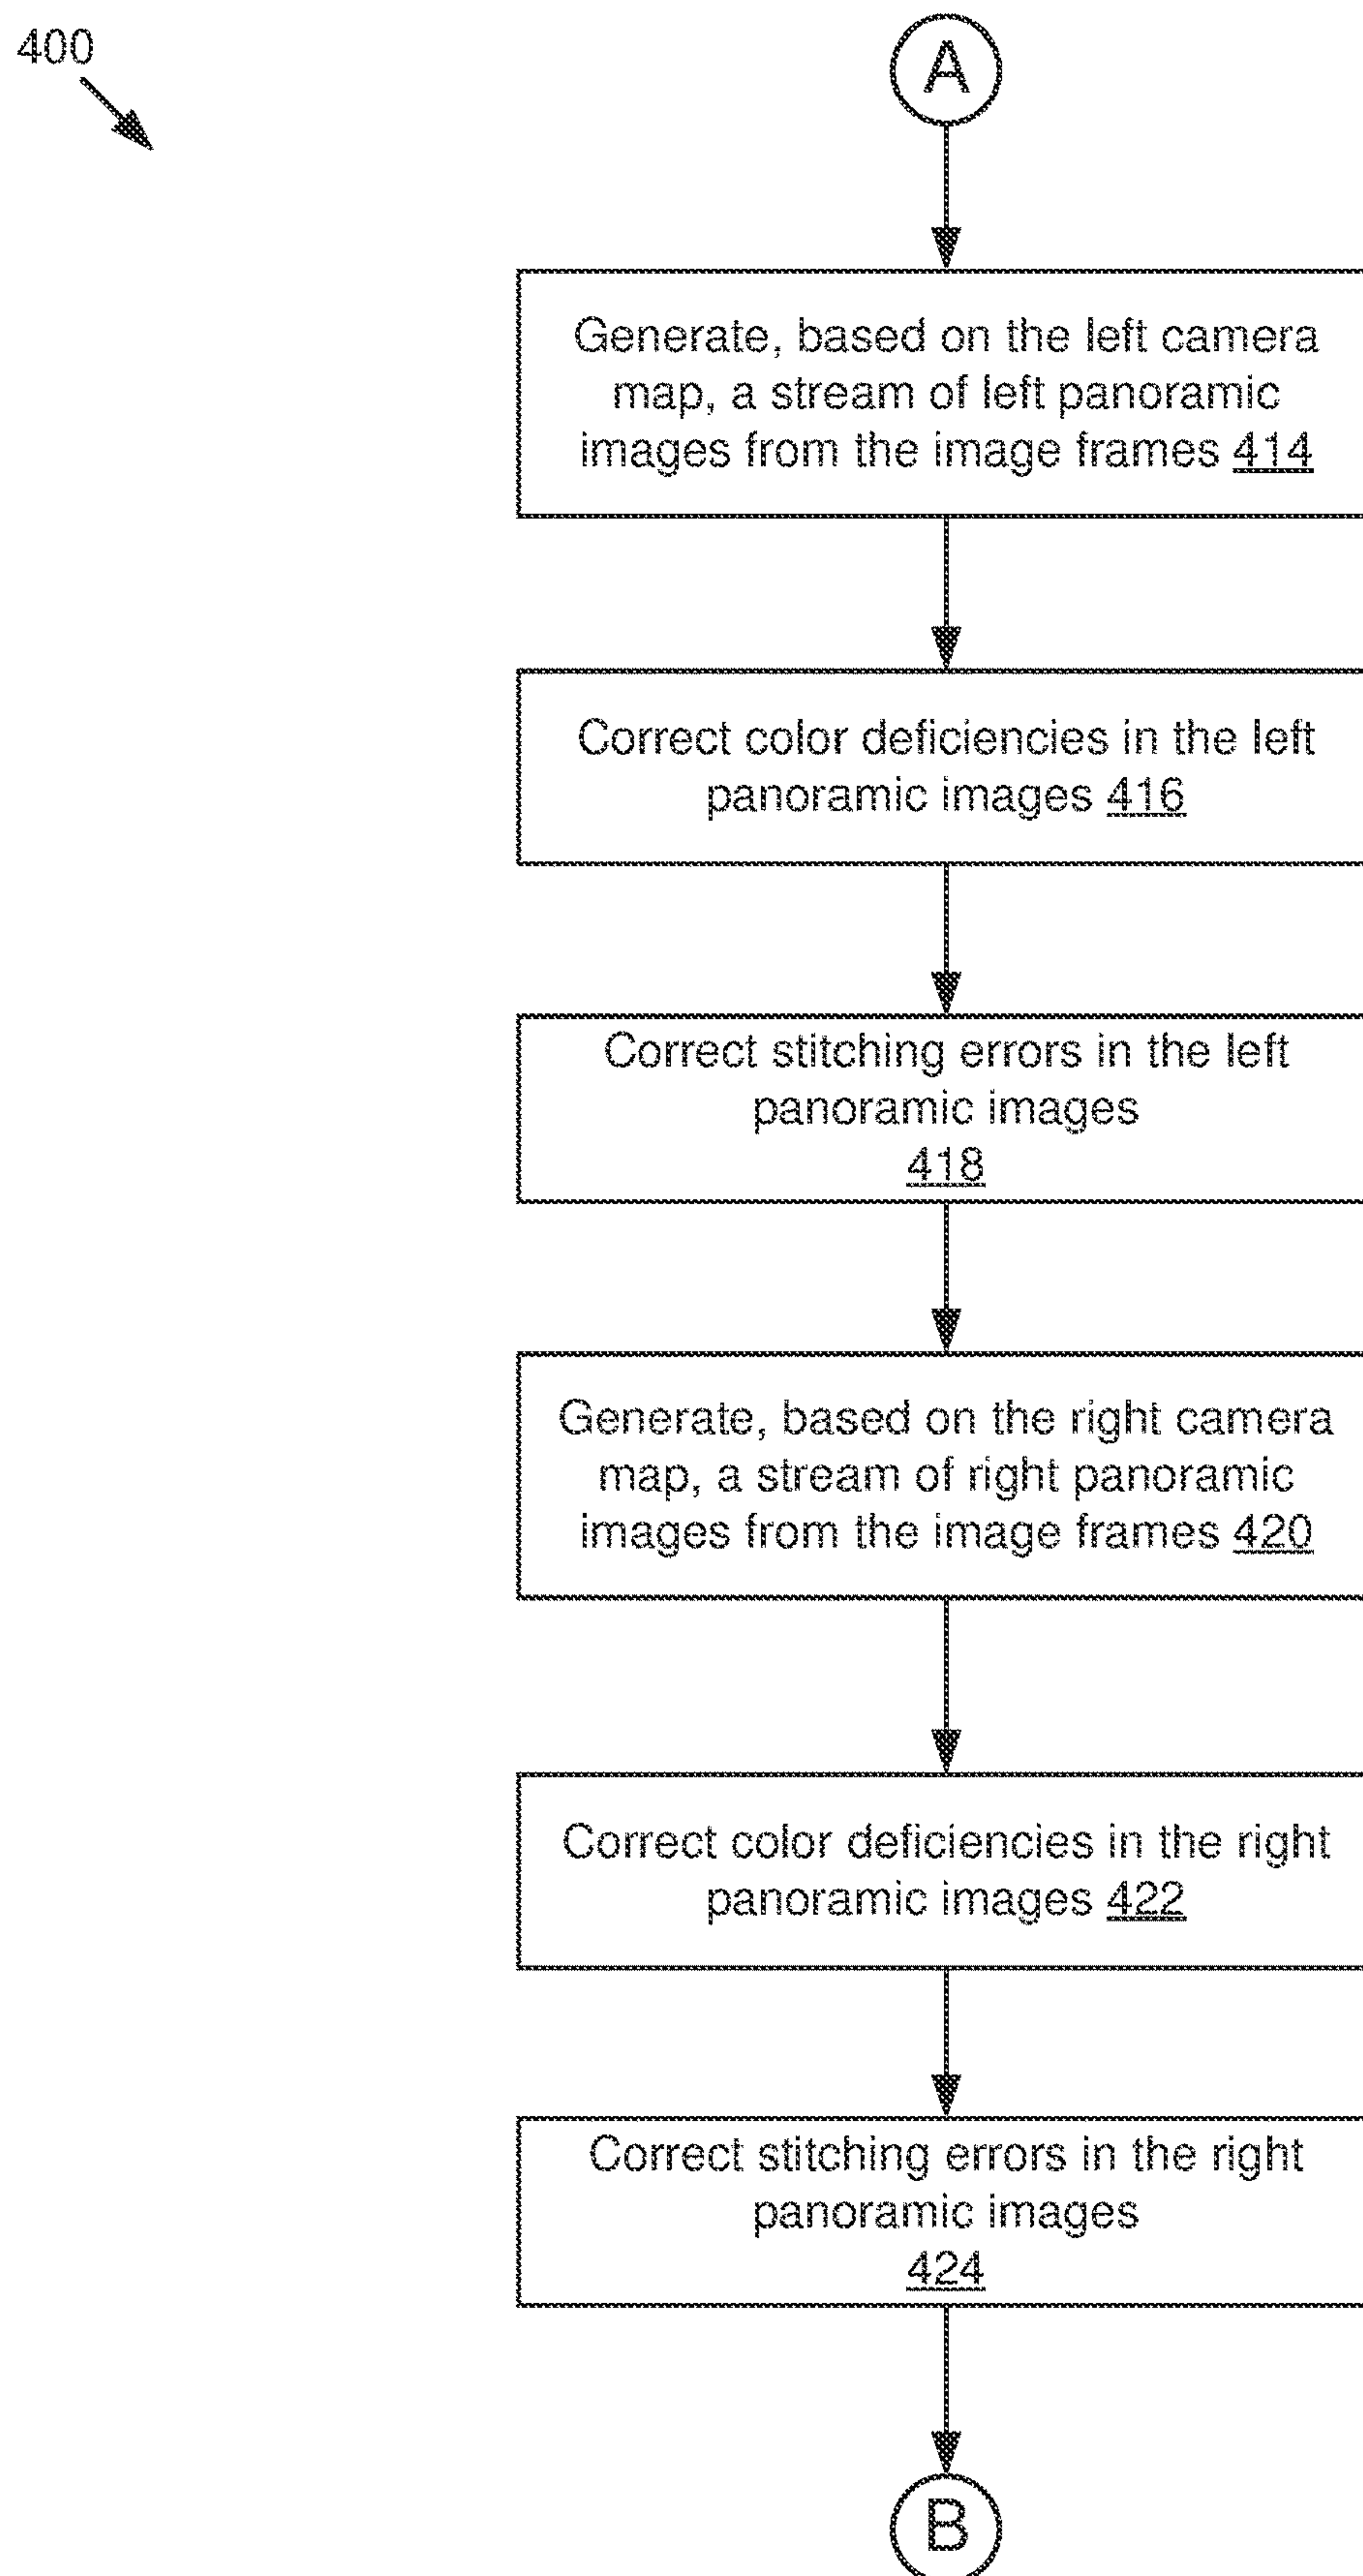 400
A
Generate, based on the left camera
map, a stream of left panoramic
images from the image frames 414
Correct color deficiencies in the left
panoramic images 416
Correct stitching errors in the left
panoramic images
418
Generate, based on the right camera
map, a stream of right panoramic
images from the image frames 420
Correct color deficiencies in the right
panoramic images 422
Correct stitching errors in the right
panoramic images
424
B